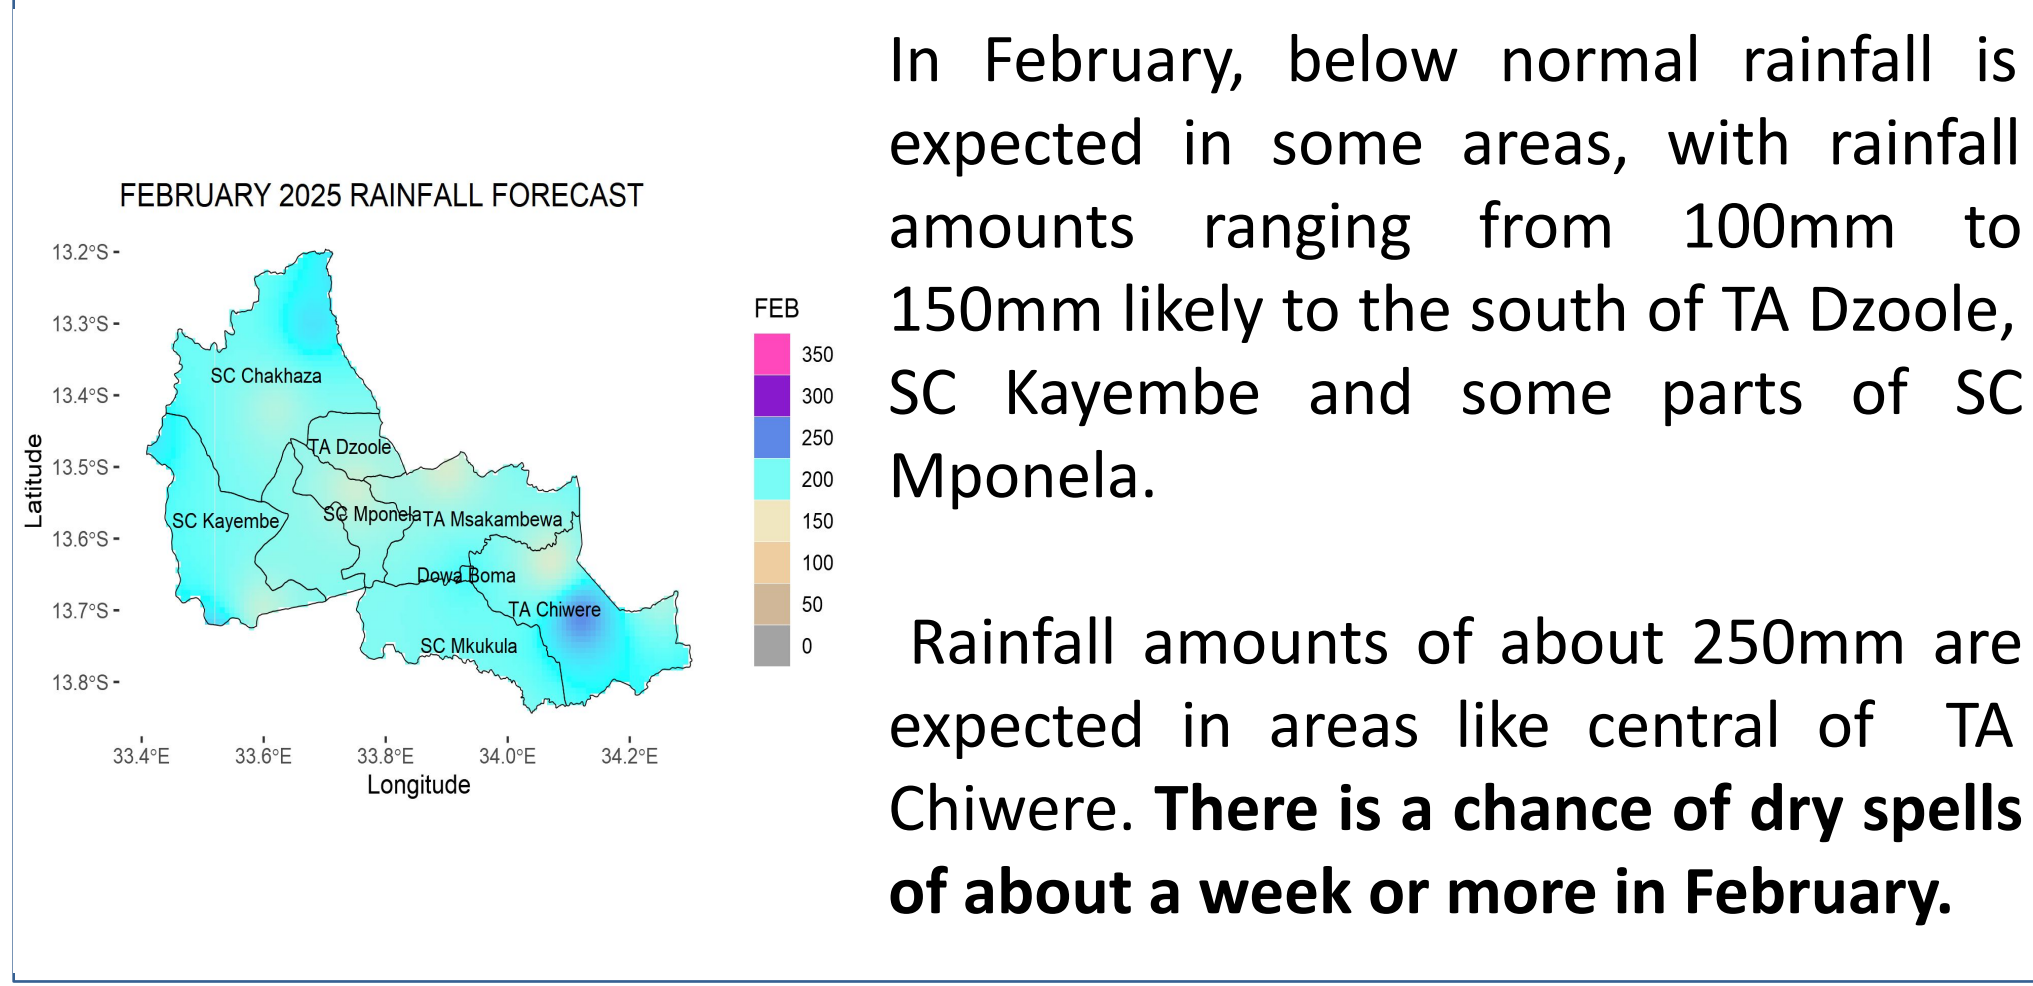 In February, below normal rainfall is
expected in some areas, with rainfall
amounts ranging from 100mm to
150mm likely to the south of TA Dzoole,
SC Kayembe and some parts of SC
Mponela.
Rainfall amounts of about 250mm are
expected in areas like central of TA
Chiwere. There is a chance of dry spells
of about a week or more in February.
FEBRUARY 2025 RAINFALL FORECAST
13.2°S
13.3°S
13.4°S
13.5°S
13.6°S
13.7°S
13.8°S
Latitude
33.4°E 33.6°E 33.8°E 34.0°E 34.2°E
Longitude
SC Chakhaza
TA Dzoole
SC Kayembe
SC Mponela
TA Msakambewa
Dowa Boma
TA Chiwere
SC Mkukula
FEB
350
300
250
200
150
100
50
0